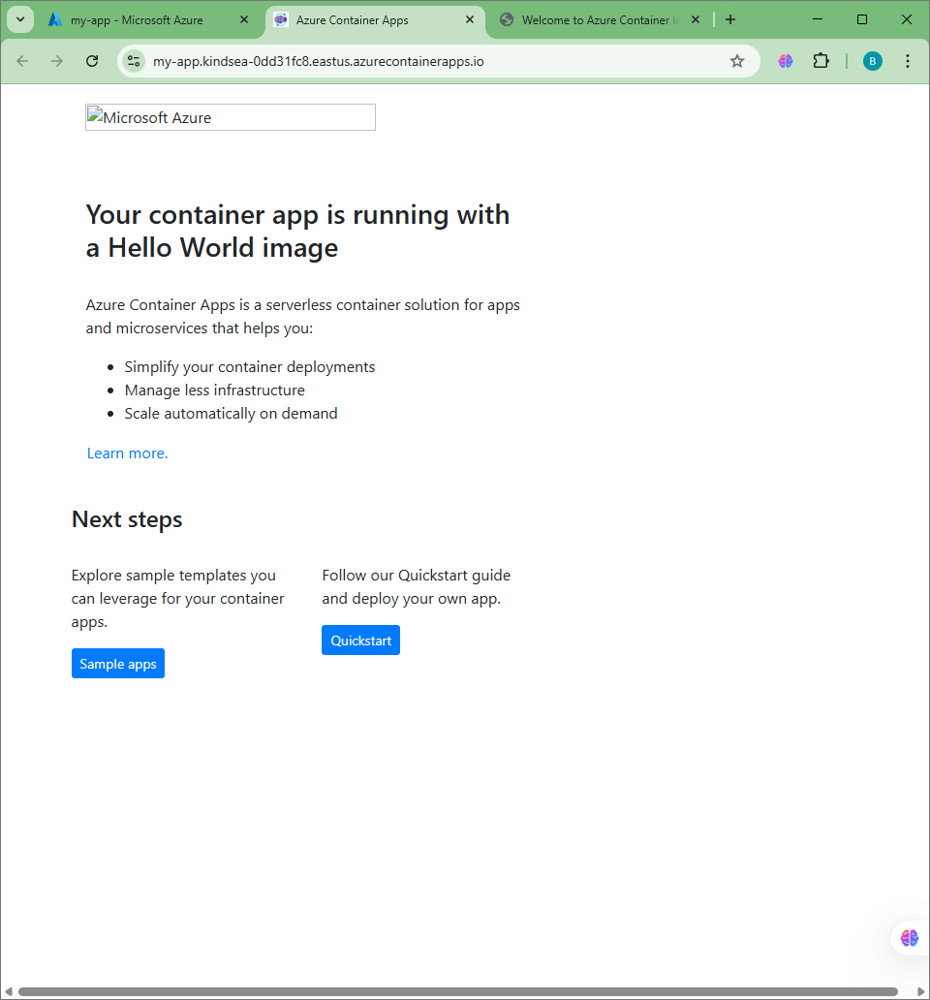 my-app - Microsoft Azure
Azure Container Apps
Welcome to Azure Container
my-app.kindsea-0dd31fc8.eastus.azurecontainerapps.io
B
Microsoft Azure
Your container app is running with
a Hello World image
Azure Container Apps is a serverless container solution for apps
and microservices that helps you:
Simplify your container deployments
Manage less infrastructure
Scale automatically on demand
Learn more.
Next steps
Explore sample templates you
can leverage for your container
apps.
Sample apps
Follow our Quickstart guide
and deploy your own app.
Quickstart